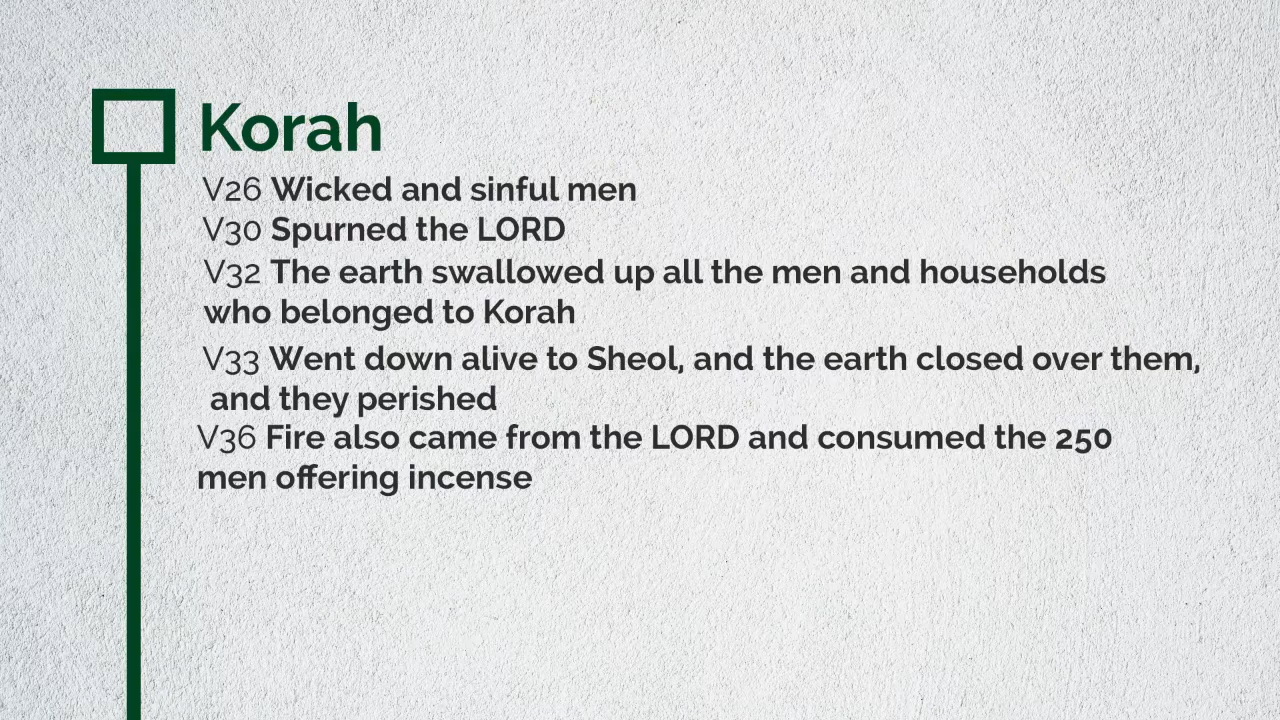 Korah
V26 Wicked and sinful men
V30 Spurned the LORD
V32 The earth swallowed up all the men and households
who belonged to Korah
V33 Went down alive to Sheol, and the earth closed over them,
and they perished
V36 Fire also came from the LORD and consumed the 250
men offering incense